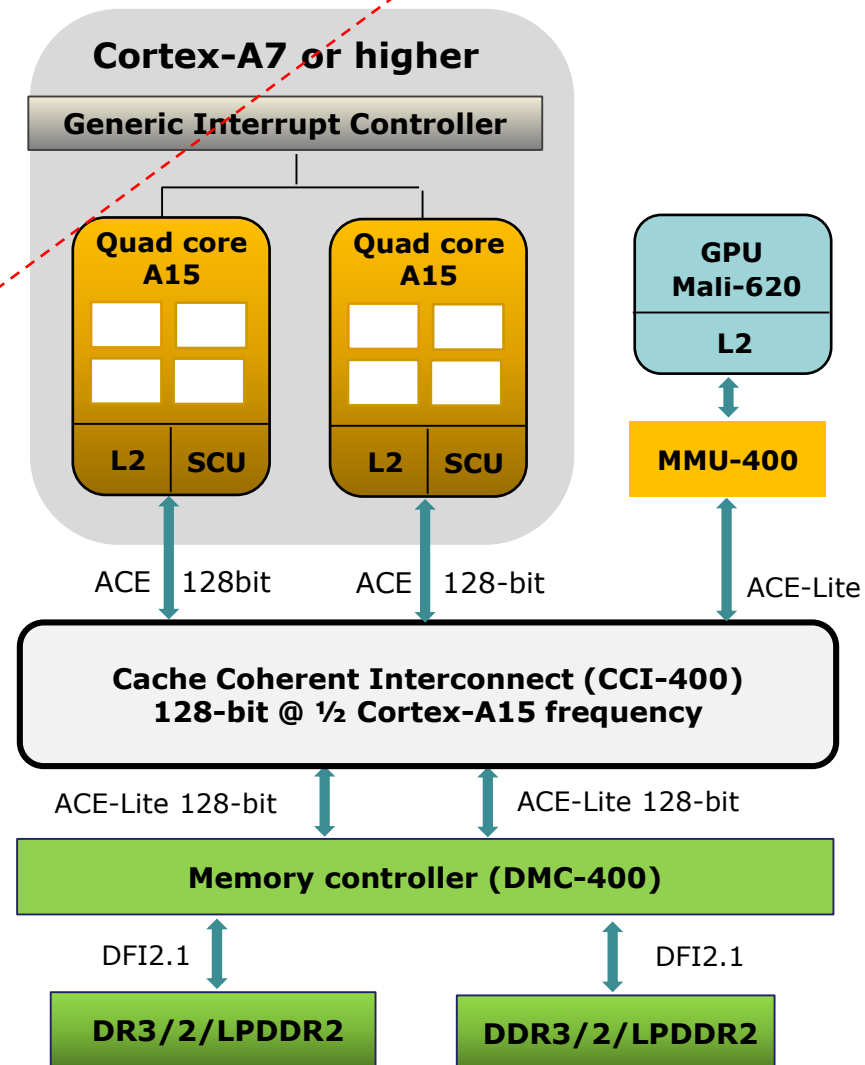 Cortex-A7 or higher
Generic Interrupt Controller
Quad core
A15
Quad core
A15
GPU
Mali-620
L2
L2
SCU
L2
SCU
MMU-400
ACE
128bit
ACE
128-bit
ACE-Lite
Cache Coherent Interconnect (CCI-400)
128-bit @ ½ Cortex-A15 frequency
ACE-Lite 128-bit
ACE-Lite 128-bit
Memory controller (DMC-400)
DFI2.1
DFI2.1
DR3/2/LPDDR2
DDR3/2/LPDDR2